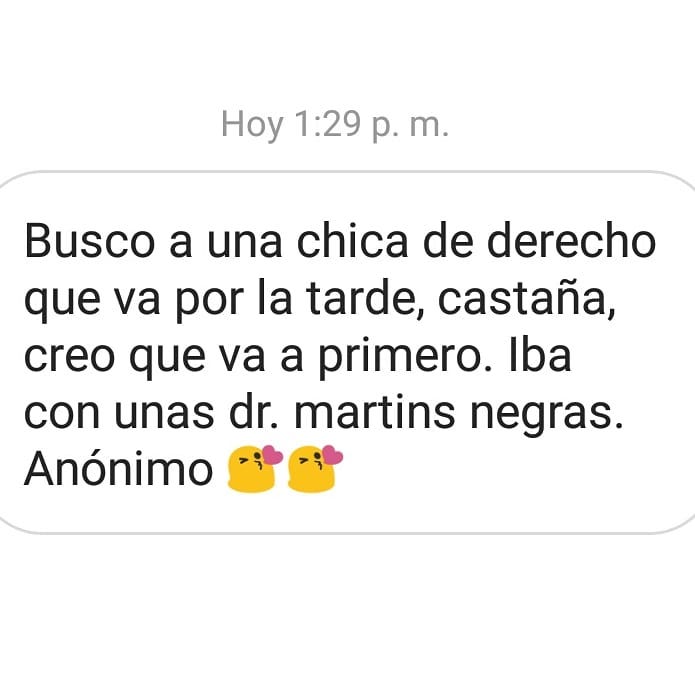 Hoy 1:29 p. m.
Busco a una chica de derecho
que va por la tarde, castaña,
creo que va a primero. Iba
con unas dr. martins negras.
Anónimo 😘😘